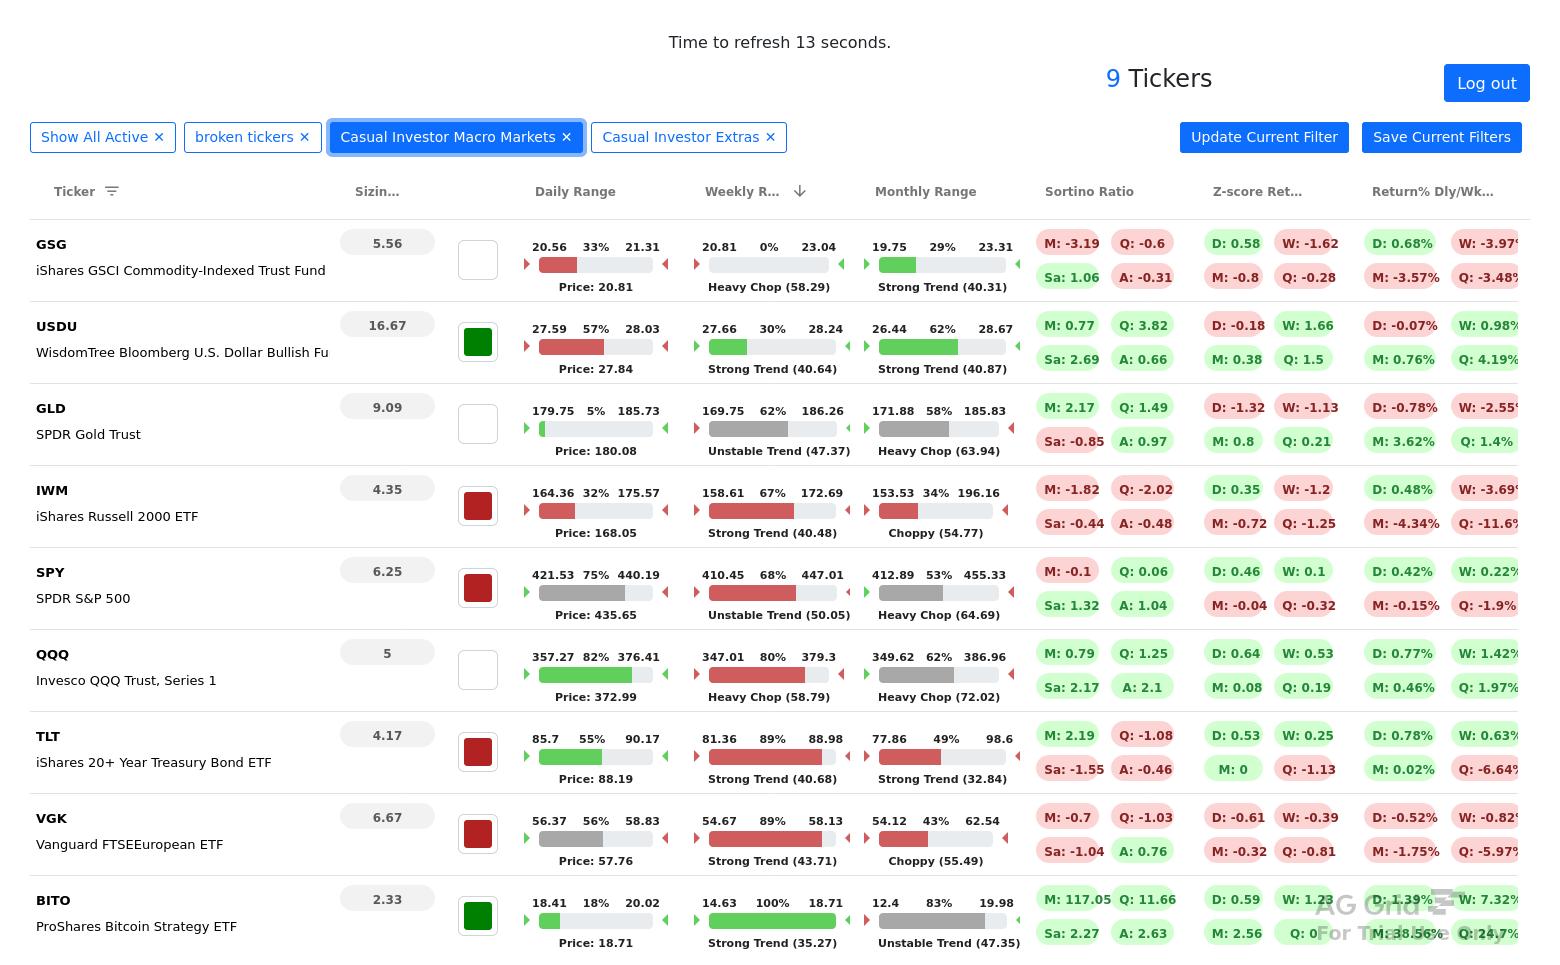 Time to refresh 13 seconds.
9 Tickers
Log out
Show All Active ✕ broken tickers ✕ Casual Investor Macro Markets ✕ Casual Investor Extras ✕ Update Current Filter Save Current Filters
Ticker Sizin... Daily Range Weekly R... Monthly Range Sortino Ratio Z-score Ret... Return% Dly/Wk...
GSG 5.56 20.56 33% 21.31 20.81 0% 23.04 19.75 29% 23.31 M: -3.19 Q: -0.6 D: 0.58 W: -1.62 D: 0.68% W: -3.97%
iShares GSCI Commodity-Indexed Trust Fund Sa: 1.06 A: -0.31 M: -0.8 Q: -0.28 M: -3.57% Q: -3.48%
Price: 20.81 Heavy Chop (58.29) Strong Trend (40.31)
USDU 16.67 27.59 57% 28.03 27.66 30% 28.24 26.44 62% 28.67 M: 0.77 Q: 3.82 D: -0.18 W: 1.66 D: -0.07% W: 0.98%
WisdomTree Bloomberg U.S. Dollar Bullish Fu Sa: 2.69 A: 0.66 M: 0.38 Q: 1.5 M: 0.76% Q: 4.19%
Price: 27.84 Strong Trend (40.64) Strong Trend (40.87)
GLD 9.09 179.75 5% 185.73 169.75 62% 186.26 171.88 58% 185.83 M: 2.17 Q: 1.49 D: -1.32 W: -1.13 D: -0.78% W: -2.55%
SPDR Gold Trust Sa: -0.85 A: 0.97 M: 0.8 Q: 0.21 M: 3.62% Q: 1.4%
Price: 180.08 Unstable Trend (47.37) Heavy Chop (63.94)
IWM 4.35 164.36 32% 175.57 158.61 67% 172.69 153.53 34% 196.16 M: -1.82 Q: -2.02 D: 0.35 W: -1.2 D: 0.48% W: -3.69%
iShares Russell 2000 ETF Sa: -0.44 A: -0.48 M: -0.72 Q: -1.25 M: -4.34% Q: -11.6%
Price: 168.05 Strong Trend (40.48) Choppy (54.77)
SPY 6.25 421.53 75% 440.19 410.45 68% 447.01 412.89 53% 455.33 M: -0.1 Q: 0.06 D: 0.46 W: 0.1 D: 0.42% W: 0.22%
SPDR S&P 500 Sa: 1.32 A: 1.04 M: -0.04 Q: -0.32 M: -0.15% Q: -1.9%
Price: 435.65 Unstable Trend (50.05) Heavy Chop (64.69)
QQQ 5 357.27 82% 376.41 347.01 80% 379.3 349.62 62% 386.96 M: 0.79 Q: 1.25 D: 0.64 W: 0.53 D: 0.77% W: 1.42%
Invesco QQQ Trust, Series 1 Sa: 2.17 A: 2.1 M: 0.08 Q: 0.19 M: 0.46% Q: 1.97%
Price: 372.99 Heavy Chop (58.79) Heavy Chop (72.02)
TLT 4.17 85.7 55% 90.17 81.36 89% 88.98 77.86 49% 98.6 M: 2.19 Q: -1.08 D: 0.53 W: 0.25 D: 0.78% W: 0.63%
iShares 20+ Year Treasury Bond ETF Sa: -1.55 A: -0.46 M: 0 Q: -1.13 M: 0.02% Q: -6.64%
Price: 88.19 Strong Trend (40.68) Strong Trend (32.84)
VGK 6.67 56.37 56% 58.83 54.67 89% 58.13 54.12 43% 62.54 M: -0.7 Q: -1.03 D: -0.61 W: -0.39 D: -0.52% W: -0.82%
Vanguard FTSEEuropean ETF Sa: -1.04 A: 0.76 M: -0.32 Q: -0.81 M: -1.75% Q: -5.97%
Price: 57.76 Strong Trend (43.71) Choppy (55.49)
BITO 2.33 18.41 18% 20.02 14.63 100% 18.71 12.4 83% 19.98 M: 117.05 Q: 11.66 D: 0.59 W: 1.23 D: 1.39% W: 7.32%
ProShares Bitcoin Strategy ETF Sa: 2.27 A: 2.63 M: 2.56 Q: 0 M: 38.56% Q: 24.7%
Price: 18.71 Strong Trend (35.27) Unstable Trend (47.35)
AG Grid
For Trial Use Only